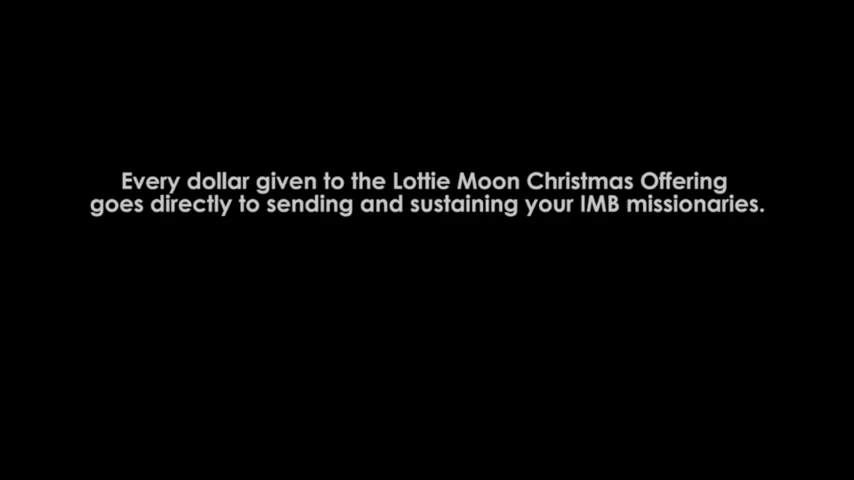 Every dollar given to the Lottie Moon Christmas Offering
goes directly to sending and sustaining your IMB missionaries.